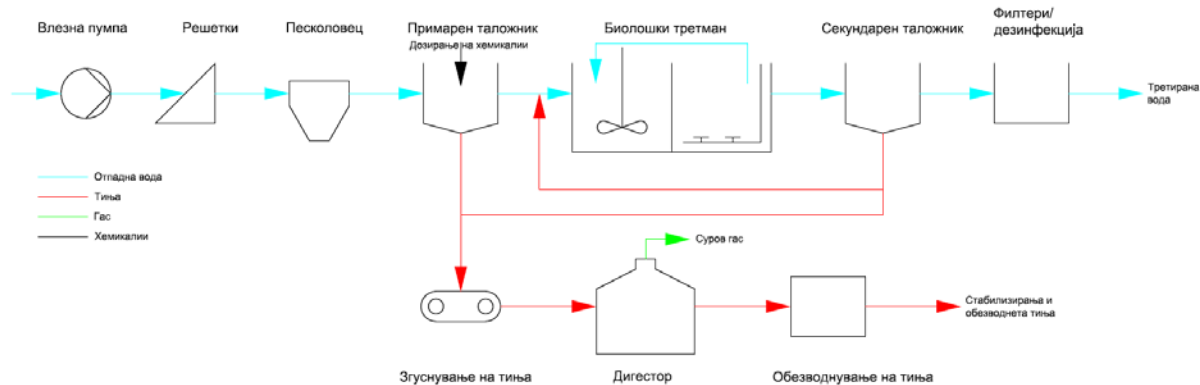 Влезна пумпа
Решетки
Песколовец
Примарен таложник
Дозирање на хемикалии
Биолошки третман
Секундарен таложник
Филтери/
дезинфекција
Третирана
вода
Отпадна вода
Тиња
Гас
Хемикалии
Суров гас
Стабилизирања и
обезводнета тиња
Згуснување на тиња
Дигестор
Обезводнување на тиња